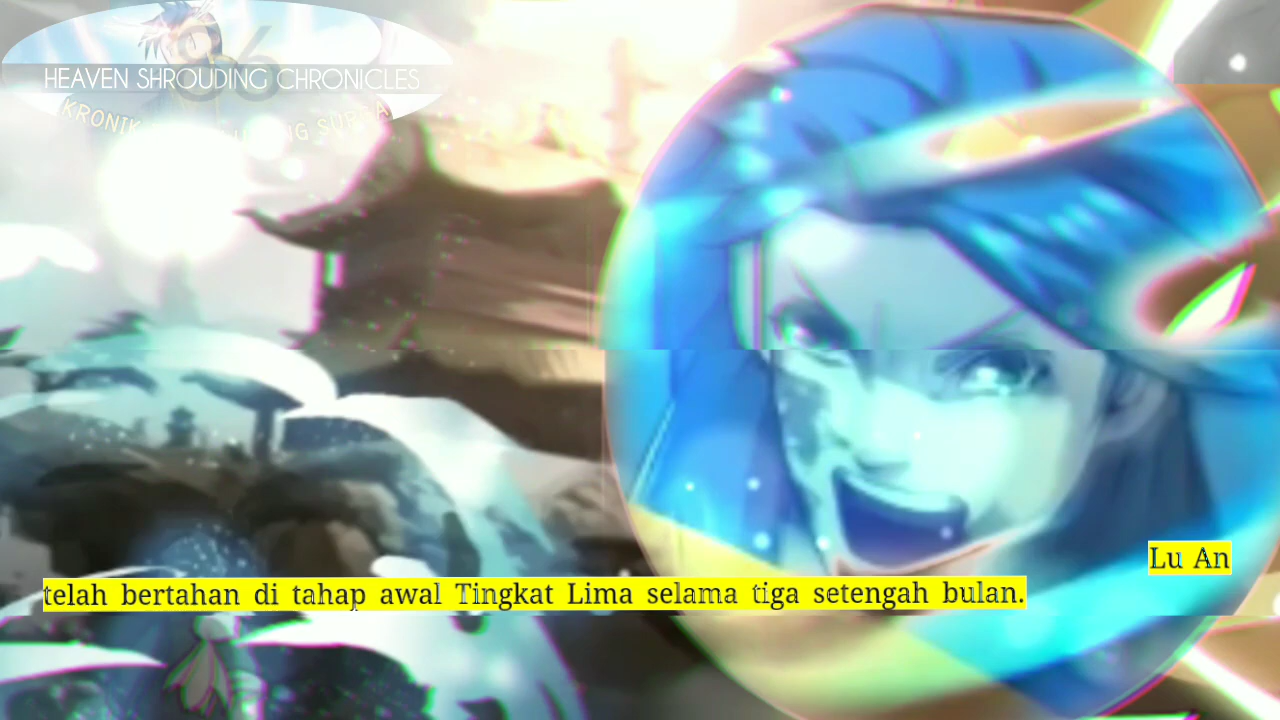 HEAVEN SHROUDING CHRONICLES
Lu An
telah bertahan di tahap awal Tingkat Lima selama tiga setengah bulan.